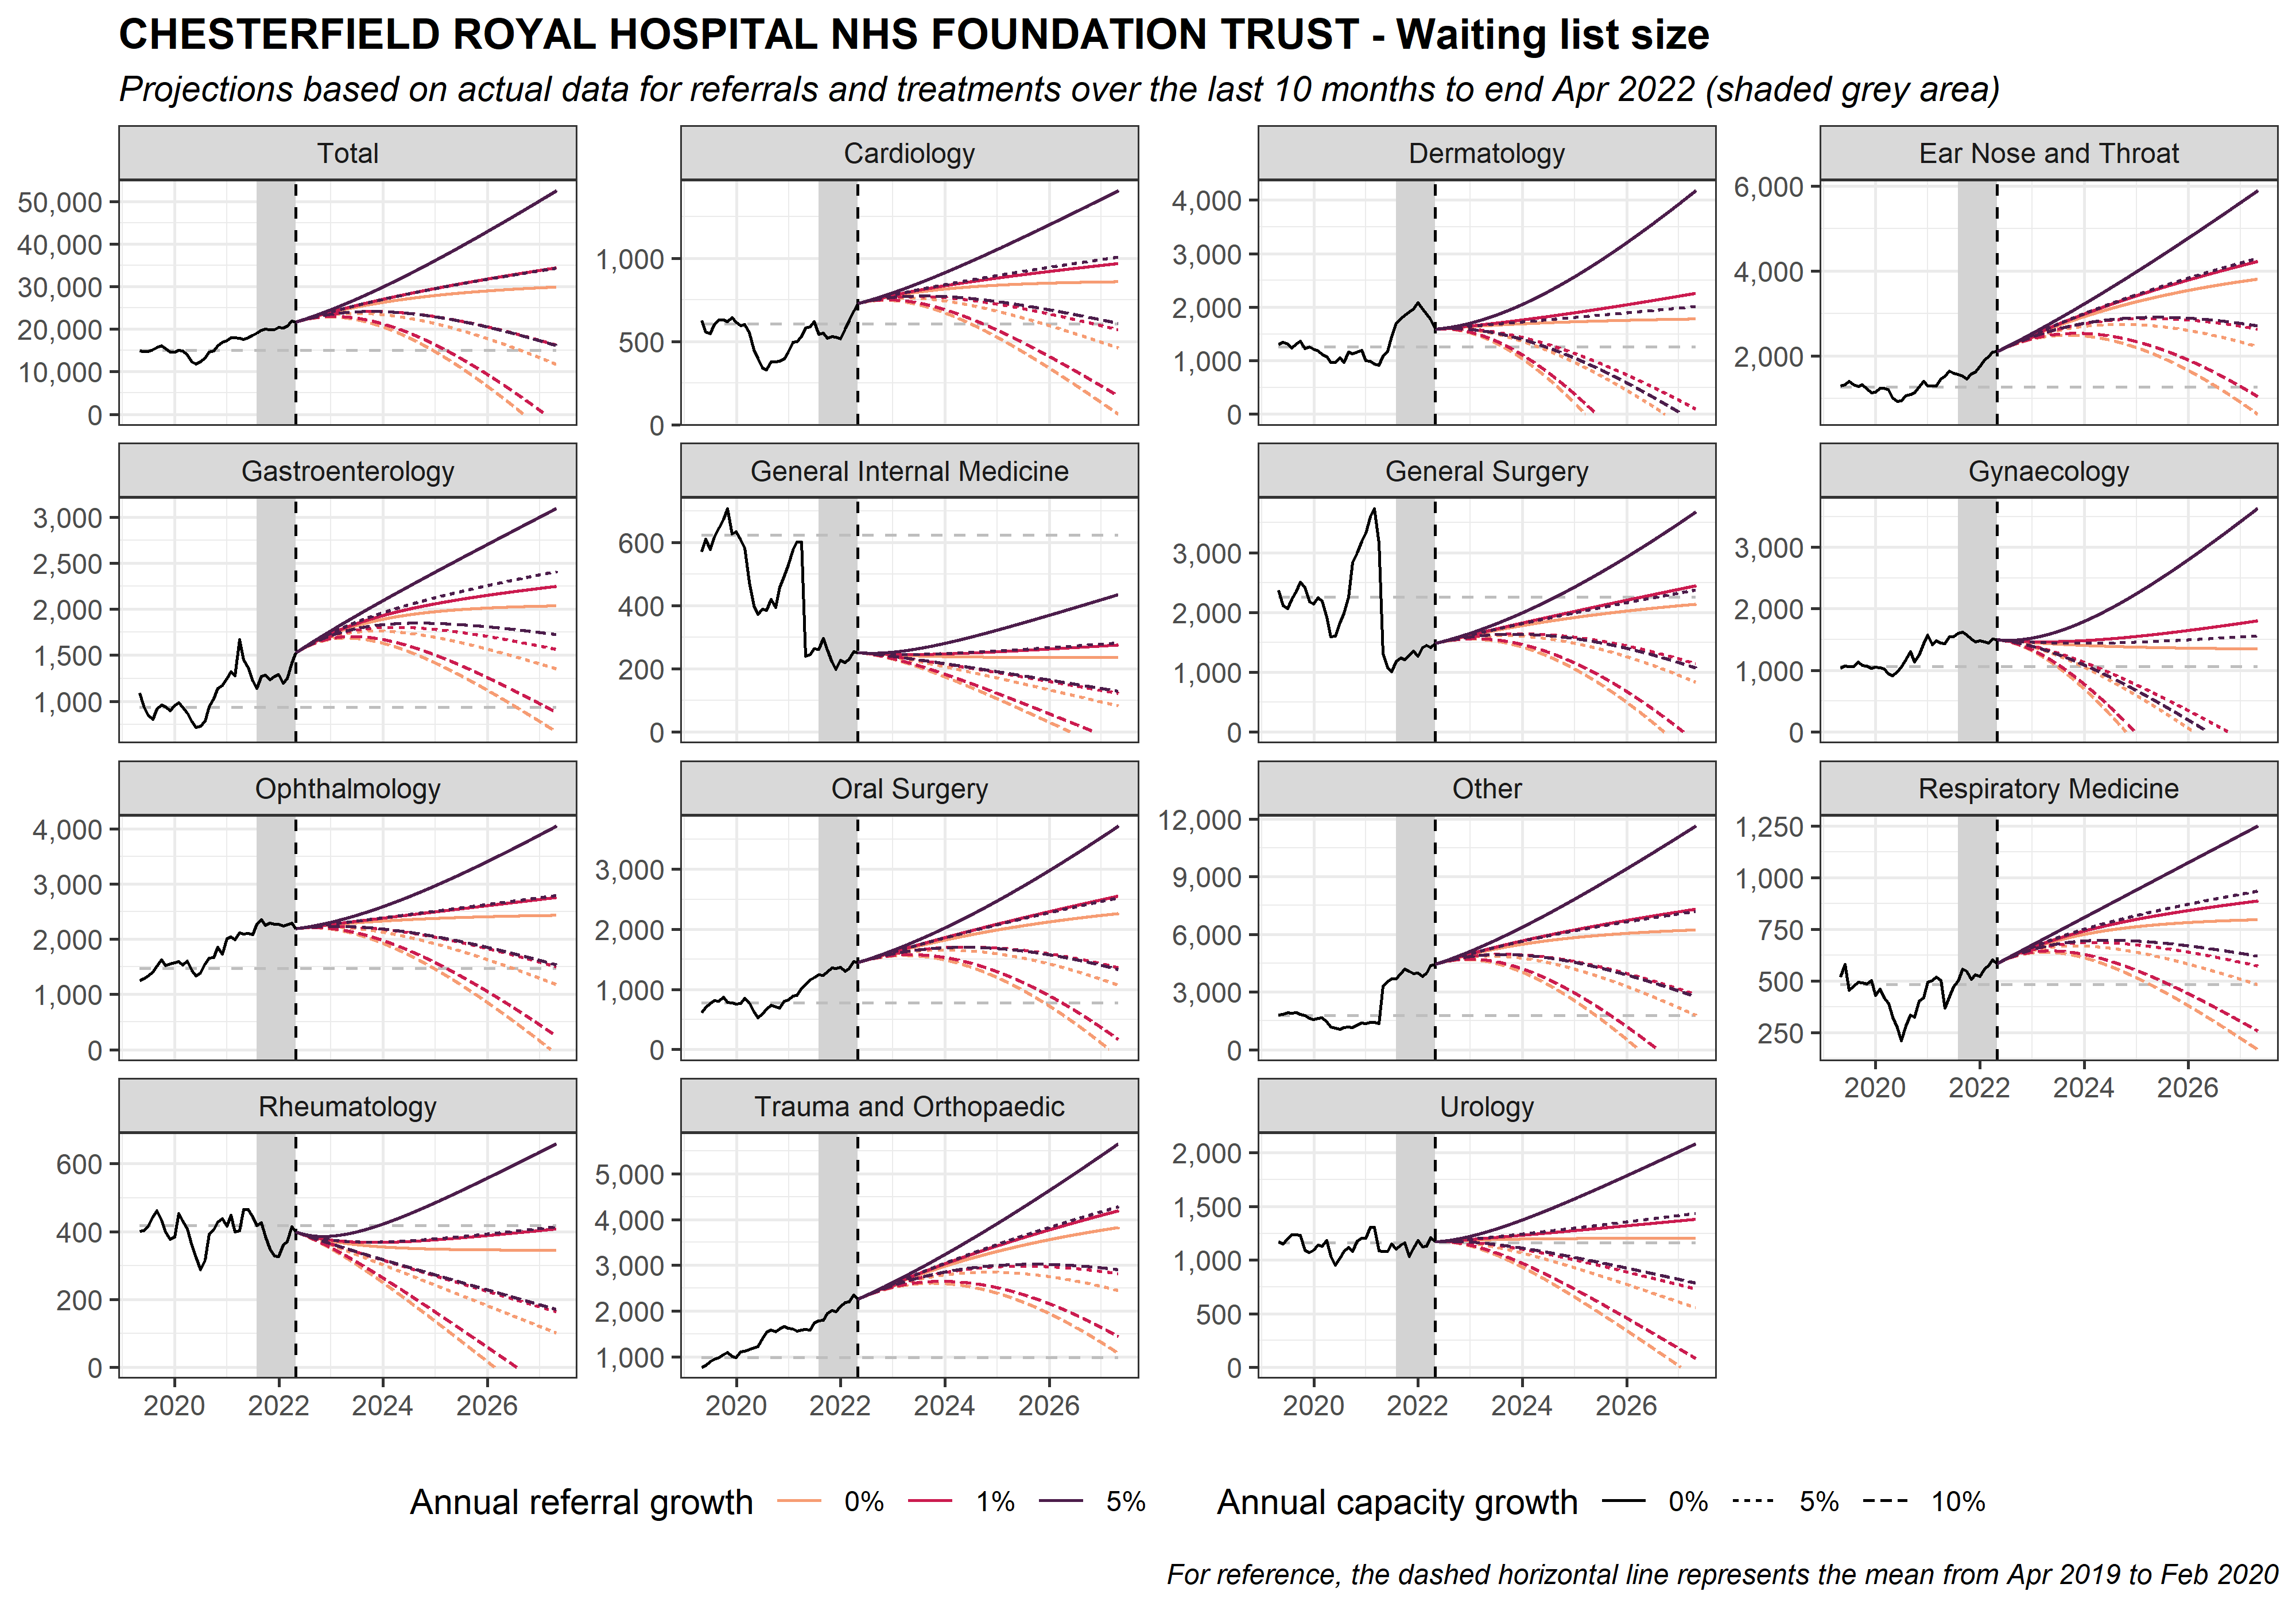 CHESTERFIELD ROYAL HOSPITAL NHS FOUNDATION TRUST - Waiting list size
Projections based on actual data for referrals and treatments over the last 10 months to end Apr 2022 (shaded grey area)
Total
50,000
40,000
30,000
20,000
10,000
0
Cardiology
1,000
500
0
Dermatology
4,000
3,000
2,000
1,000
0
Ear Nose and Throat
6,000
4,000
2,000
Gastroenterology
3,000
2,500
2,000
1,500
1,000
General Internal Medicine
600
400
200
0
General Surgery
3,000
2,000
1,000
0
Gynaecology
3,000
2,000
1,000
0
Ophthalmology
4,000
3,000
2,000
1,000
0
Oral Surgery
3,000
2,000
1,000
0
Other
12,000
9,000
6,000
3,000
0
Respiratory Medicine
1,250
1,000
750
500
250
2020 2022 2024 2026
Rheumatology
600
400
200
0
2020 2022 2024 2026
Trauma and Orthopaedic
5,000
4,000
3,000
2,000
1,000
2020 2022 2024 2026
Urology
2,000
1,500
1,000
500
0
2020 2022 2024 2026
Annual referral growth 0% 1% 5% Annual capacity growth 0% 5% 10%
For reference, the dashed horizontal line represents the mean from Apr 2019 to Feb 2020